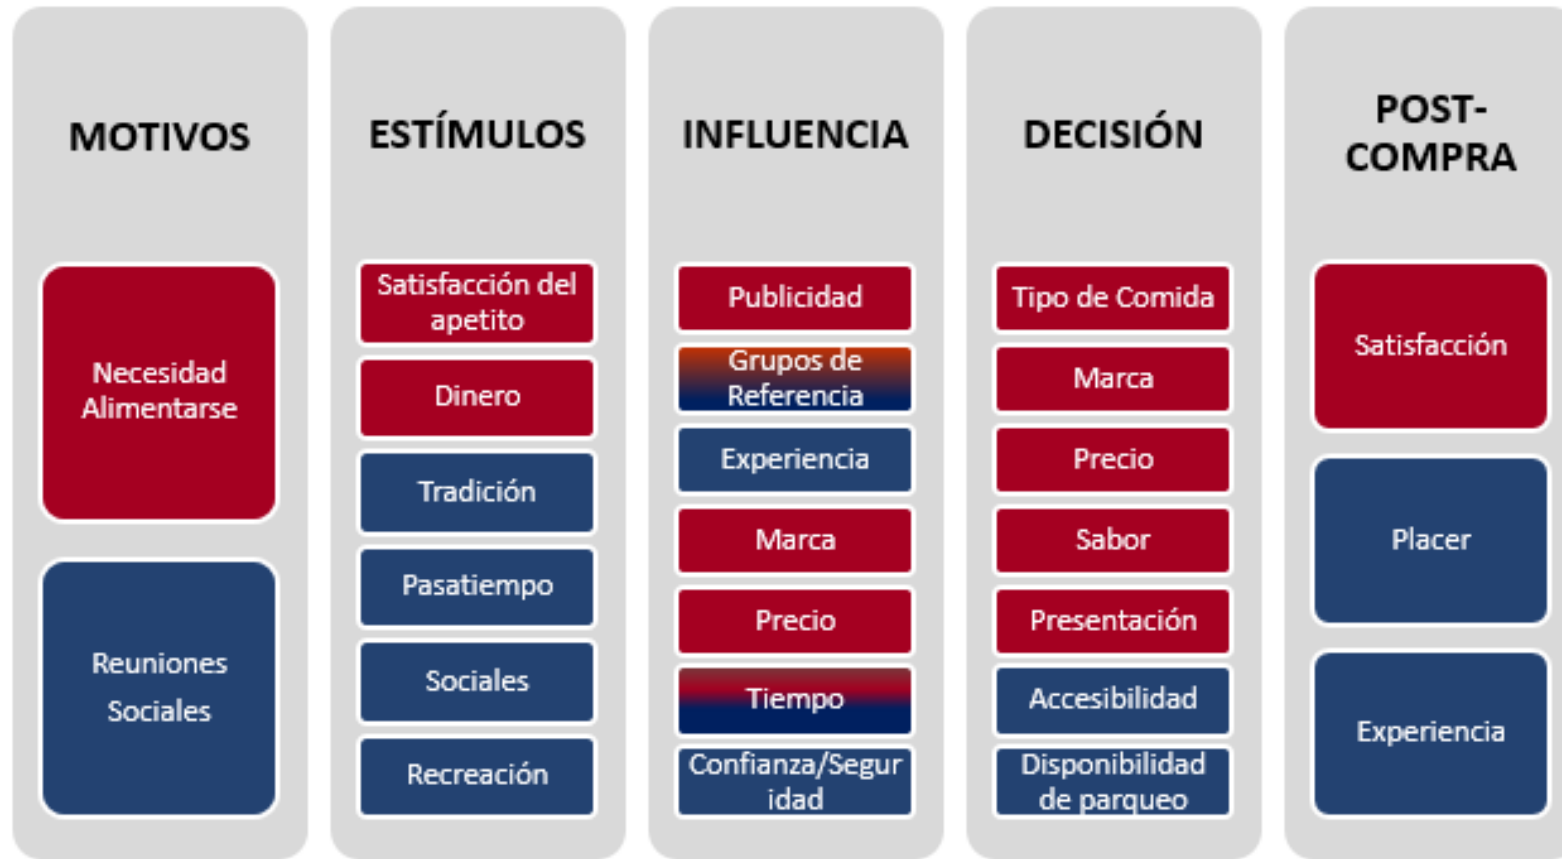 MOTIVOS
Necesidad
Alimentarse
Reuniones
Sociales
ESTÍMULOS
Satisfacción del
apetito
Dinero
Tradición
Pasatiempo
Sociales
Recreación
INFLUENCIA
Publicidad
Grupos de
Referencia
Experiencia
Marca
Precio
Tiempo
Confianza/Segur
idad
DECISIÓN
Tipo de Comida
Marca
Precio
Sabor
Presentación
Accesibilidad
Disponibilidad
de parqueo
POST-
COMPRA
Satisfacción
Placer
Experiencia